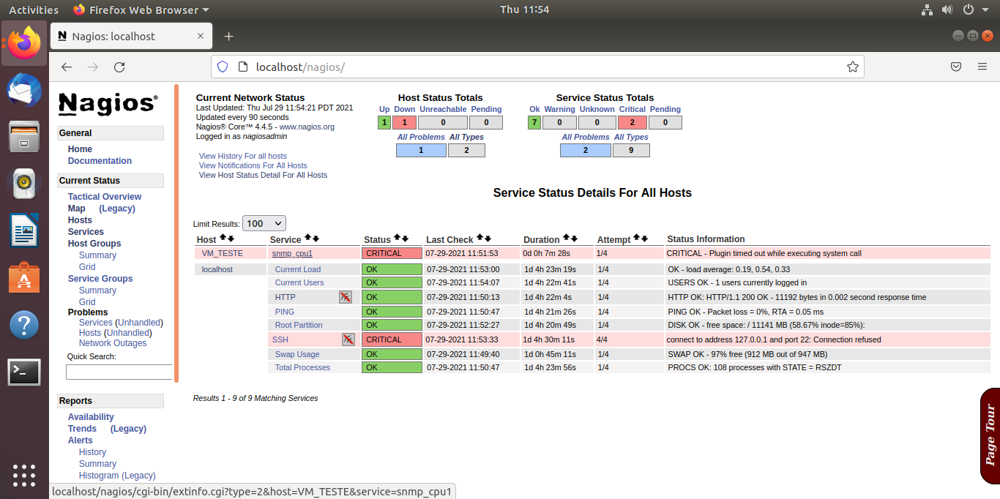 Activities Firefox Web Browser Thu 11:54
Nagios: localhost
localhost/nagios/
Nagios®
General
Home
Documentation
Current Status
Tactical Overview
Map (Legacy)
Hosts
Services
Host Groups
Summary
Grid
Service Groups
Summary
Grid
Problems
Services (Unhandled)
Hosts (Unhandled)
Network Outages
Quick Search:
Reports
Availability
Trends (Legacy)
Alerts
History
Summary
Histogram (Legacy)
Current Network Status
Last Updated: Thu Jul 29 11:54:21 PDT 2021
Updated every 90 seconds
Nagios® Core™ 4.4.5 - www.nagios.org
Logged in as nagiosadmin
View History For all hosts
View Notifications For All Hosts
View Host Status Detail For All Hosts
Host Status Totals
Up Down Unreachable Pending
1 1 0 0
All Problems All Types
1 2
Service Status Totals
Ok Warning Unknown Critical Pending
7 0 0 2 0
All Problems All Types
2 9
Service Status Details For All Hosts
Limit Results: 100
Host Service Status Last Check Duration Attempt Status Information
VM_TESTE snmp_cpu1 CRITICAL 07-29-2021 11:51:53 0d 0h 7m 28s 1/4 CRITICAL - Plugin timed out while executing system call
localhost Current Load OK 07-29-2021 11:53:00 1d 4h 23m 19s 1/4 OK - load average: 0.19, 0.54, 0.33
Current Users OK 07-29-2021 11:54:07 1d 4h 22m 41s 1/4 USERS OK - 1 users currently logged in
HTTP OK 07-29-2021 11:50:13 1d 4h 22m 4s 1/4 HTTP OK: HTTP/1.1 200 OK - 11192 bytes in 0.002 second response time
PING OK 07-29-2021 11:50:47 1d 4h 21m 26s 1/4 PING OK - Packet loss = 0%, RTA = 0.05 ms
Root Partition OK 07-29-2021 11:52:27 1d 4h 20m 49s 1/4 DISK OK - free space: / 11141 MB (58.67% inode=85%):
SSH CRITICAL 07-29-2021 11:53:33 1d 4h 30m 11s 4/4 connect to address 127.0.0.1 and port 22: Connection refused
Swap Usage OK 07-29-2021 11:49:40 1d 0h 45m 11s 1/4 SWAP OK - 97% free (912 MB out of 947 MB)
Total Processes OK 07-29-2021 11:50:47 1d 4h 23m 56s 1/4 PROCS OK: 108 processes with STATE = RSZDT
Results 1 - 9 of 9 Matching Services
Page Tour
localhost/nagios/cgi-bin/extinfo.cgi?type=2&host=VM_TESTE&service=snmp_cpu1